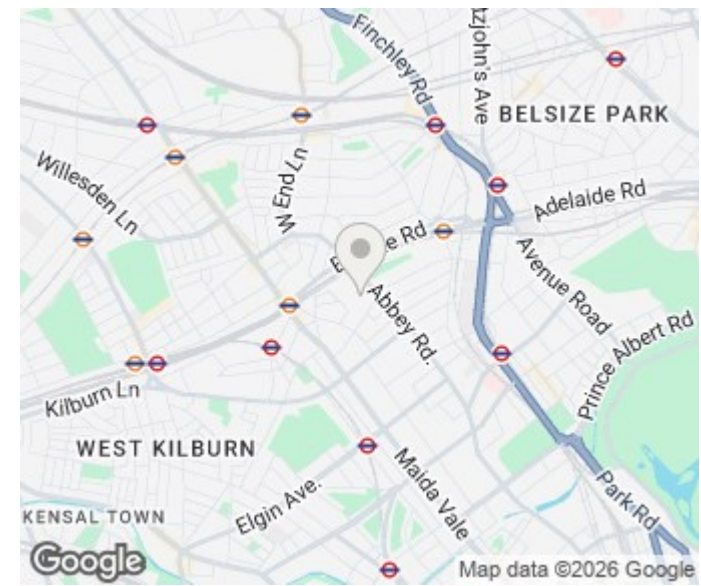 Finchley Rd
tzjohn's Ave
BELSIZE PARK
Willesden Ln
W End Ln
Adelaide Rd
e Rd
Avenue Road
Abbey Rd.
Prince Albert Rd
Kilburn Ln
WEST KILBURN
Maida Vale
Elgin Ave.
Park Rd
KENSAL TOWN
Google
Map data ©2026 Google